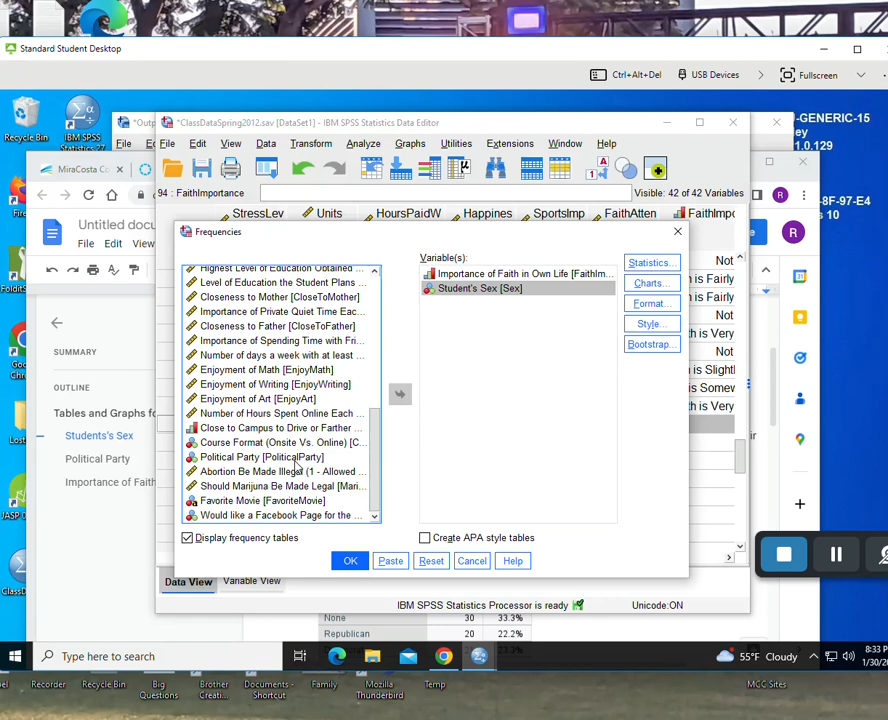 Standard Student Desktop
Ctrl+Alt+Del
USB Devices
Fullscreen
Recycle Bin
IBM SPSS
*Outp
*ClassDataSpring2012.sav [DataSet1] - IBM SPSS Statistics Data Editor
-GENERIC-15
File
File Edit View Data Transform Analyze Graphs Utilities Extensions Window Help
MiraCosta Co
94 : FaithImportance
Visible: 42 of 42 Variables
StressLev Units HoursPaidW Happines SportsImp FaithAtten FaithImpo
Untitled docu
File Edit View
Frequencies
Highest Level of Education Obtained ...
Level of Education the Student Plans ...
Closeness to Mother [CloseToMother]
Importance of Private Quiet Time Eac...
Closeness to Father [CloseToFather]
Importance of Spending Time with Fri...
Number of days a week with at least ...
Enjoyment of Math [EnjoyMath]
Enjoyment of Writing [EnjoyWriting]
Enjoyment of Art [EnjoyArt]
Number of Hours Spent Online Each ...
Close to Campus to Drive or Farther ...
Course Format (Onsite Vs. Online) [C...
Political Party [PoliticalParty]
Abortion Be Made Illegal (1 - Allowed ...
Should Marijuna Be Made Legal [Mari...
Favorite Movie [FavoriteMovie]
Would like a Facebook Page for the ...
Variable(s):
Importance of Faith in Own Life [FaithIm...
Student's Sex [Sex]
Statistics...
Charts...
Format...
Style...
Bootstrap...
Not
h is Fairly
h is Fairly
Not
h is Very
Not
h is Slightl
h is Somew
h is Very
Display frequency tables
Create APA style tables
OK Paste Reset Cancel Help
SUMMARY
OUTLINE
Tables and Graphs fo
Students's Sex
Political Party
Importance of Faith
Data View Variable View
IBM SPSS Statistics Processor is ready
Unicode:ON
None 30 33.3%
Republican 20 22.2%
Type here to search
55°F Cloudy
8:33 P
1/30/20
Recorder
Recycle Bin
Big Questions
Brother Creati...
Documents - Shortcut
Family
Mozilla Thunderbird
Temp
MCC Sites